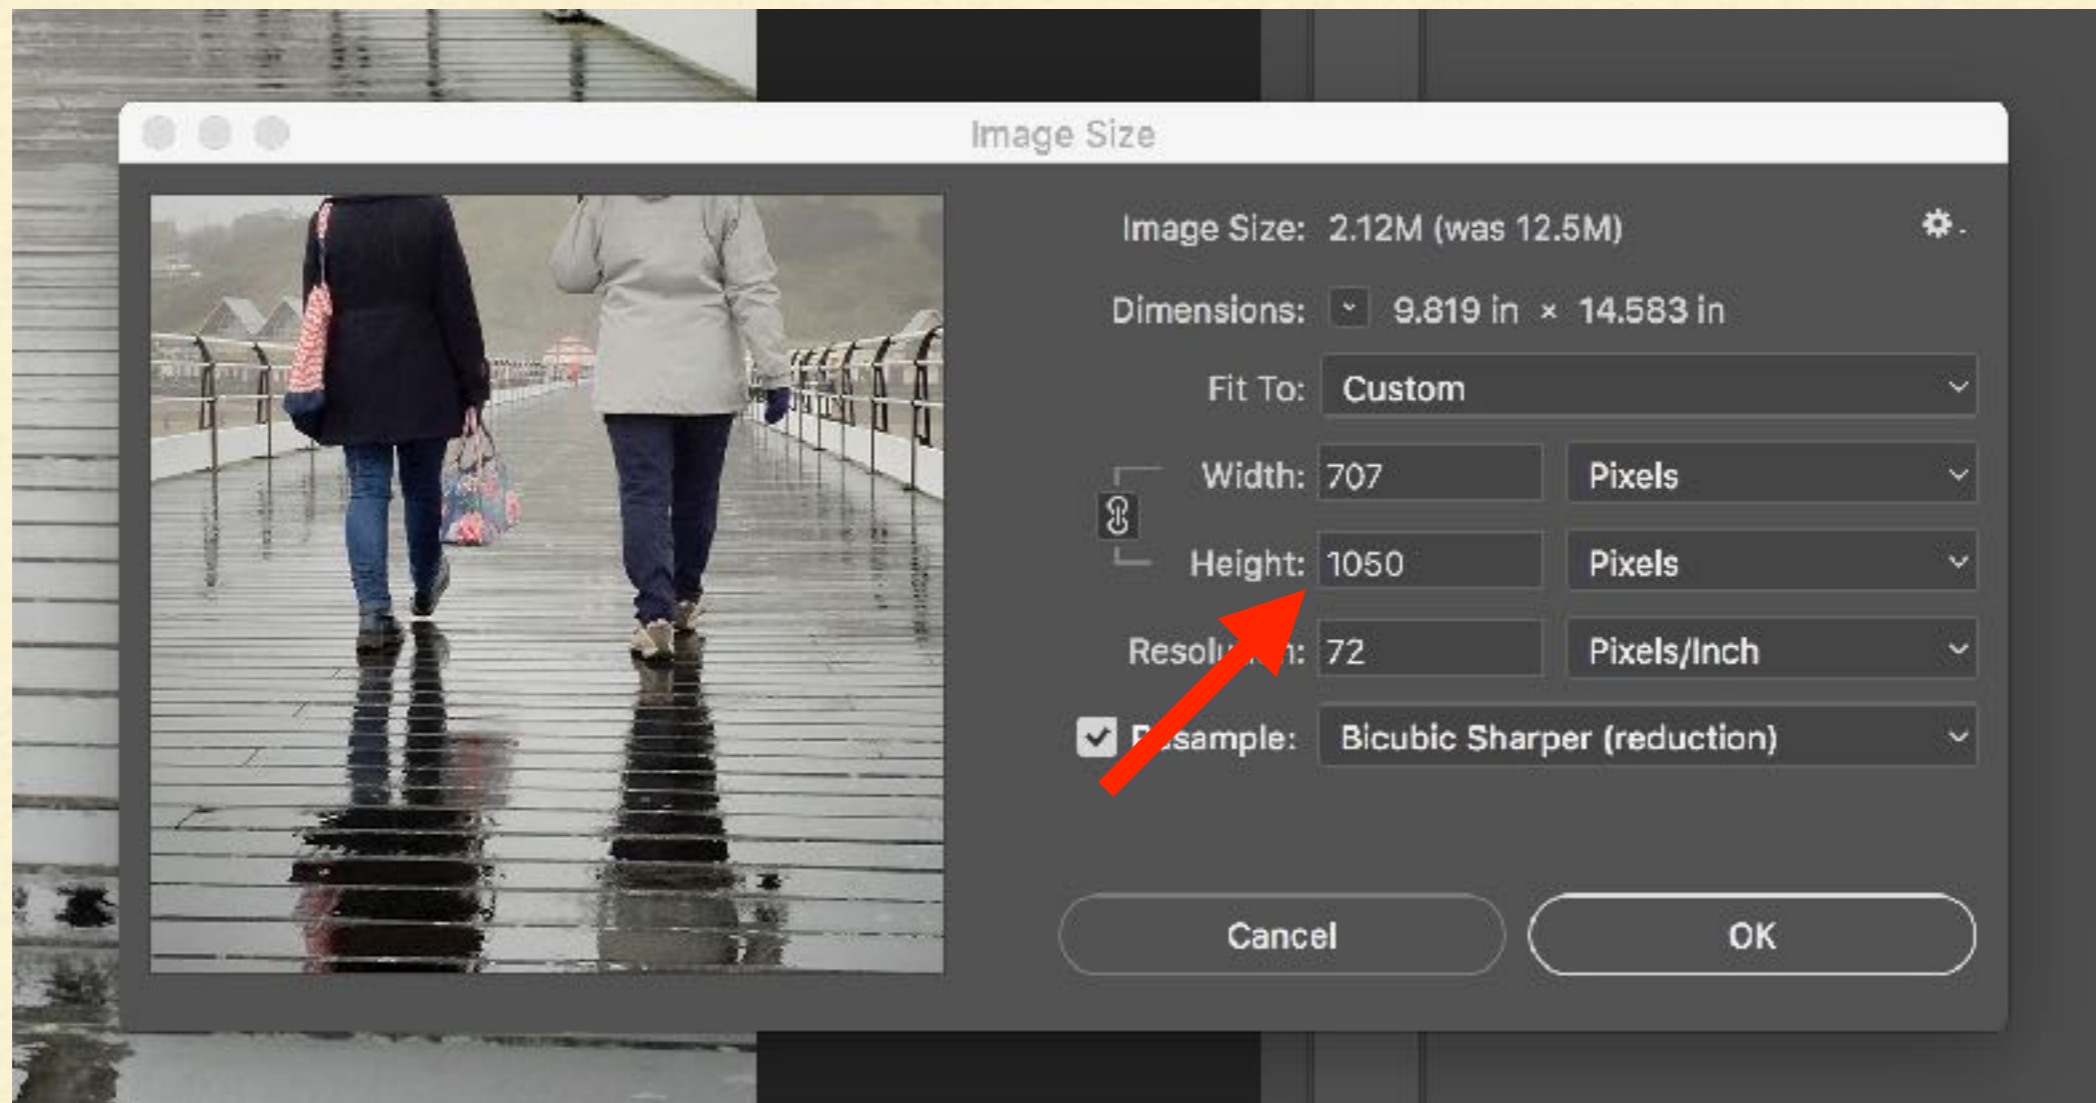 Image Size
Image Size: 2.12M (was 12.5M)
Dimensions: 9.819 in × 14.583 in
Fit To: Custom
Width: 707 Pixels
Height: 1050 Pixels
72 Pixels/Inch
Bicubic Sharper (reduction)
Cancel OK